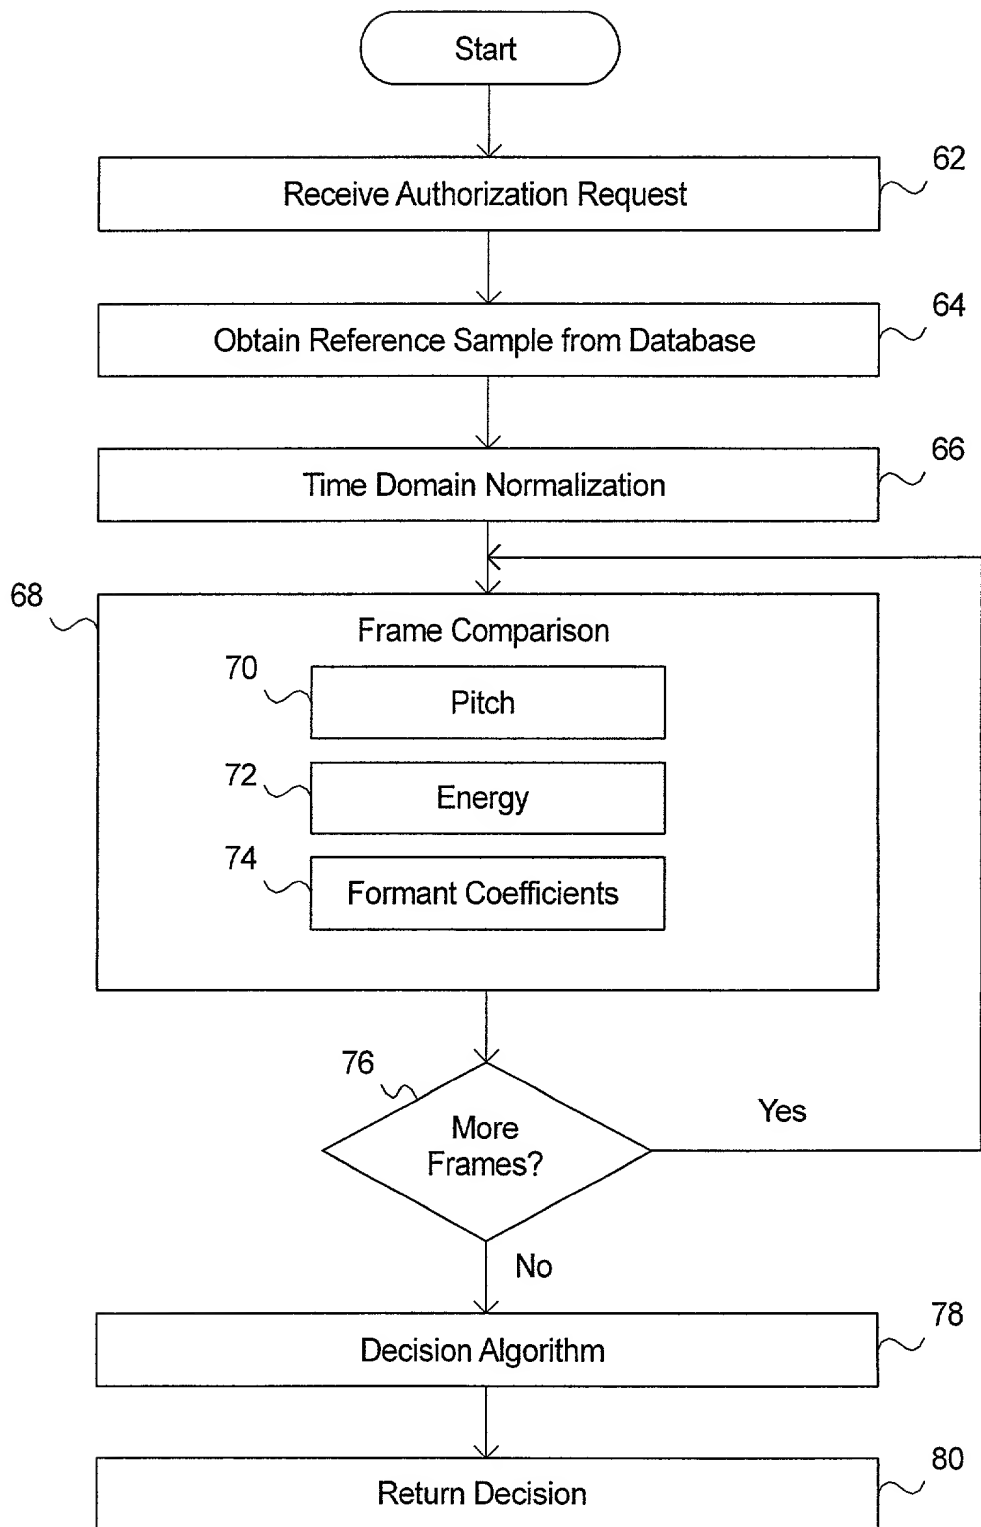 Start
Receive Authorization Request
62
Obtain Reference Sample from Database
64
Time Domain Normalization
66
68
Frame Comparison
70
Pitch
72
Energy
74
Formant Coefficients
76
More
Frames?
Yes
No
Decision Algorithm
78
Return Decision
80